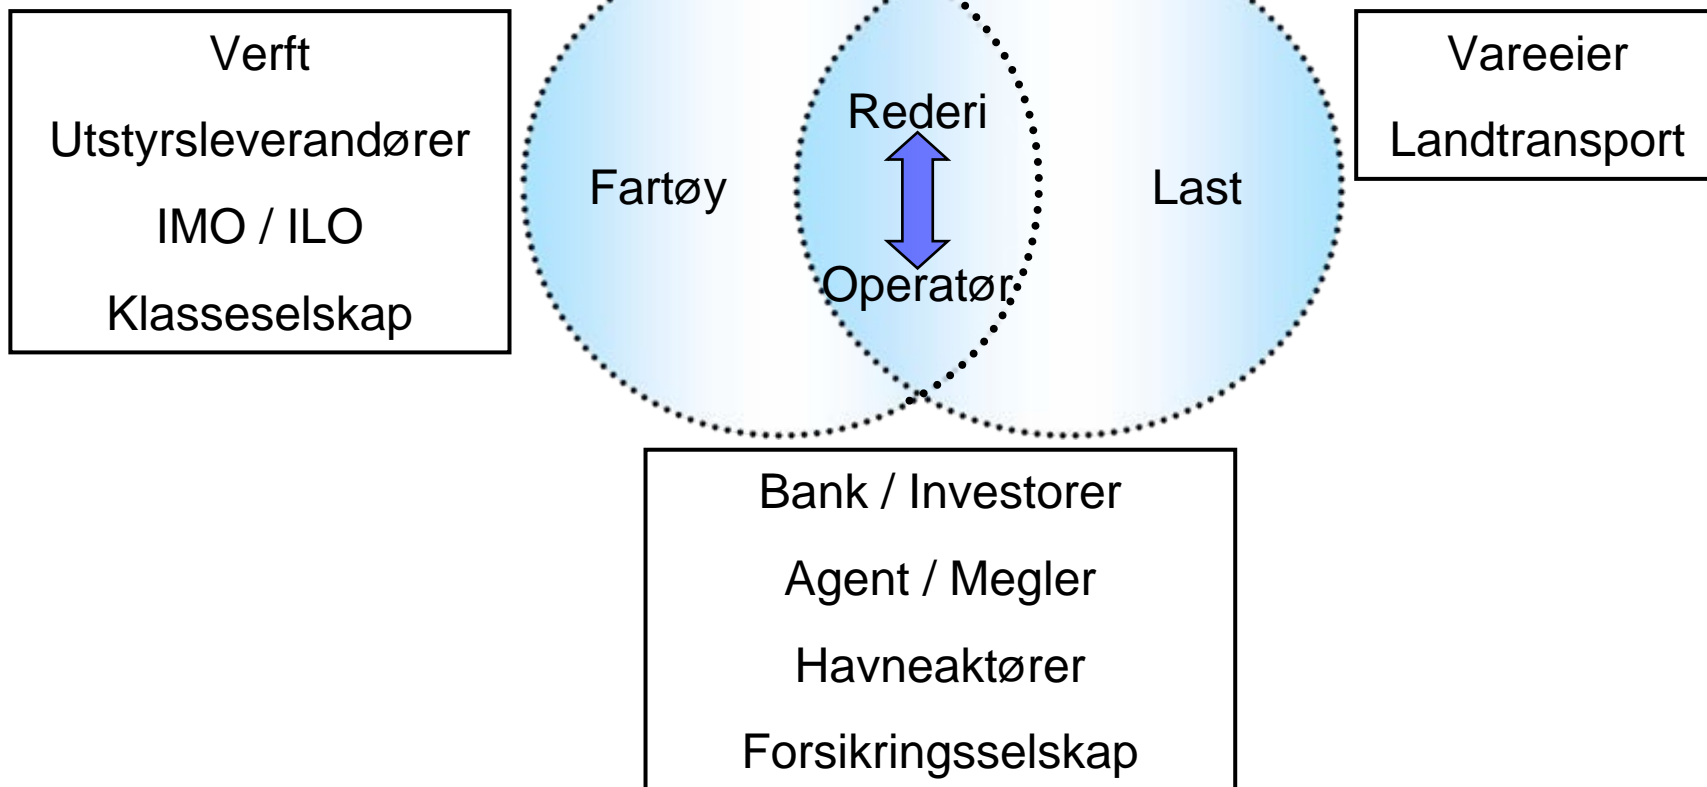 Verft
Utstyrsleverandører
IMO / ILO
Klasseselskap
Fartøy
Rederi
Operatør
Last
Vareeier
Landtransport
Bank / Investorer
Agent / Megler
Havneaktører
Forsikringsselskap